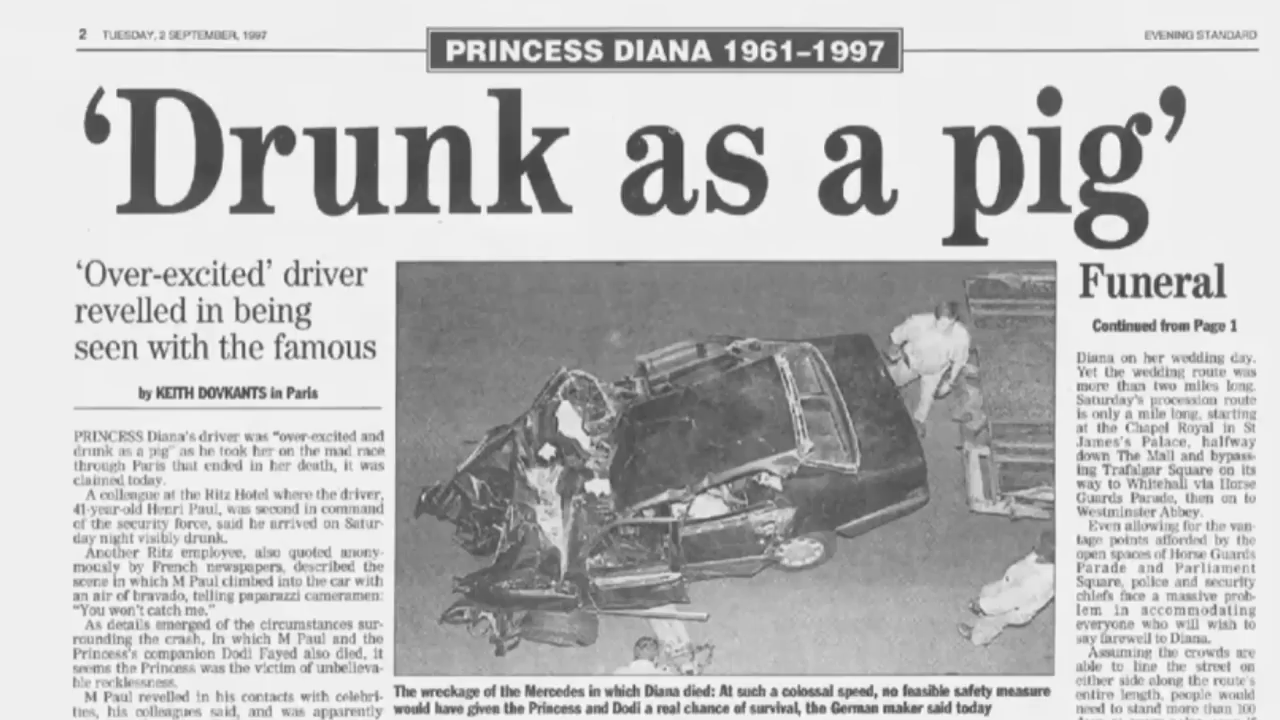 2 TUESDAY, 2 SEPTEMBER, 1997
PRINCESS DIANA 1961–1997
EVENING STANDARD
‘Drunk as a pig’
‘Over-excited’ driver
revelled in being
seen with the famous
by KEITH DOVKANTS in Paris
PRINCESS Diana's driver was "over-excited and
drunk as a pig" as he took her on the mad race
through Paris that ended in her death, it was
claimed today.
A colleague at the Ritz Hotel where the driver,
41-year-old Henri Paul, was second in command
of the security force, said he arrived on Satur-
day night visibly drunk.
Another Ritz employee, also quoted anony-
mously by French newspapers, described the
scene in which M Paul climbed into the car with
an air of bravado, telling paparazzi cameramen:
"You won't catch me."
As details emerged of the circumstances sur-
rounding the crash, in which M Paul and the
Princess's companion Dodi Fayed also died, it
seems the Princess was the victim of unbelieva-
ble recklessness.
M Paul revelled in his contacts with celebri-
ties, his colleagues said, and was apparently
The wreckage of the Mercedes in which Diana died: At such a colossal speed, no feasible safety measure
would have given the Princess and Dodi a real chance of survival, the German maker said today
Funeral
Continued from Page 1
Diana on her wedding day.
Yet the wedding route was
more than two miles long.
Saturday's procession route
is only a mile long, starting
at the Chapel Royal in St
James's Palace, halfway
down The Mall and bypass-
ing Trafalgar Square on its
way to Whitehall via Horse
Guards Parade, then on to
Westminster Abbey.
Even allowing for the van-
tage points afforded by the
open spaces of Horse Guards
Parade and Parliament
Square, police and security
chiefs face a massive prob-
lem in accommodating
everyone who will wish to
say farewell to Diana.
Assuming the crowds are
able to line the street on
either side along the route's
entire length, people would
need to stand more than 100